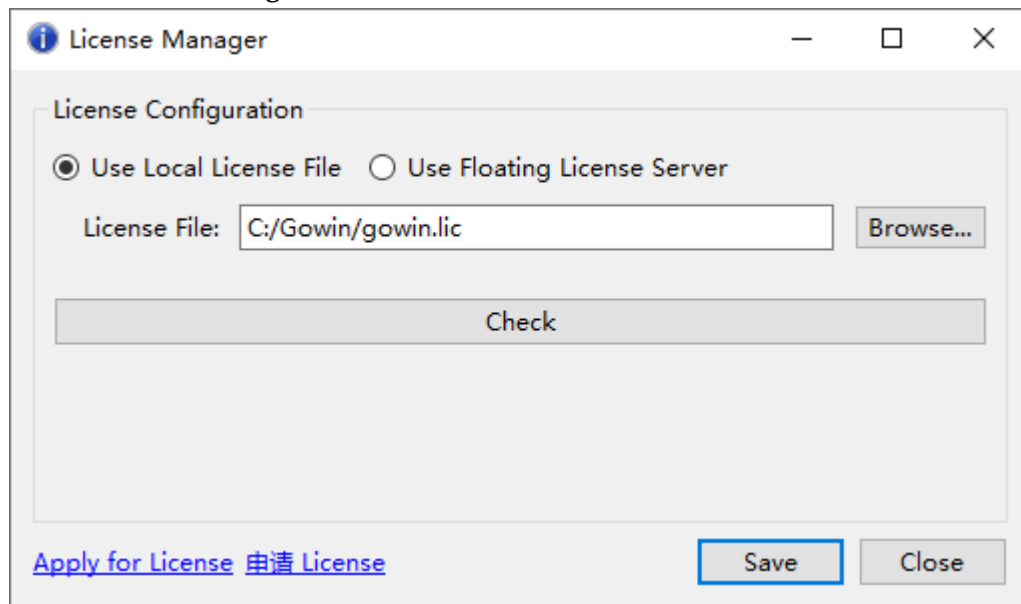 License Manager
License Configuration
Use Local License File Use Floating License Server
License File: C:/Gowin/gowin.lic Browse...
Check
Apply for License 申请 License Save Close